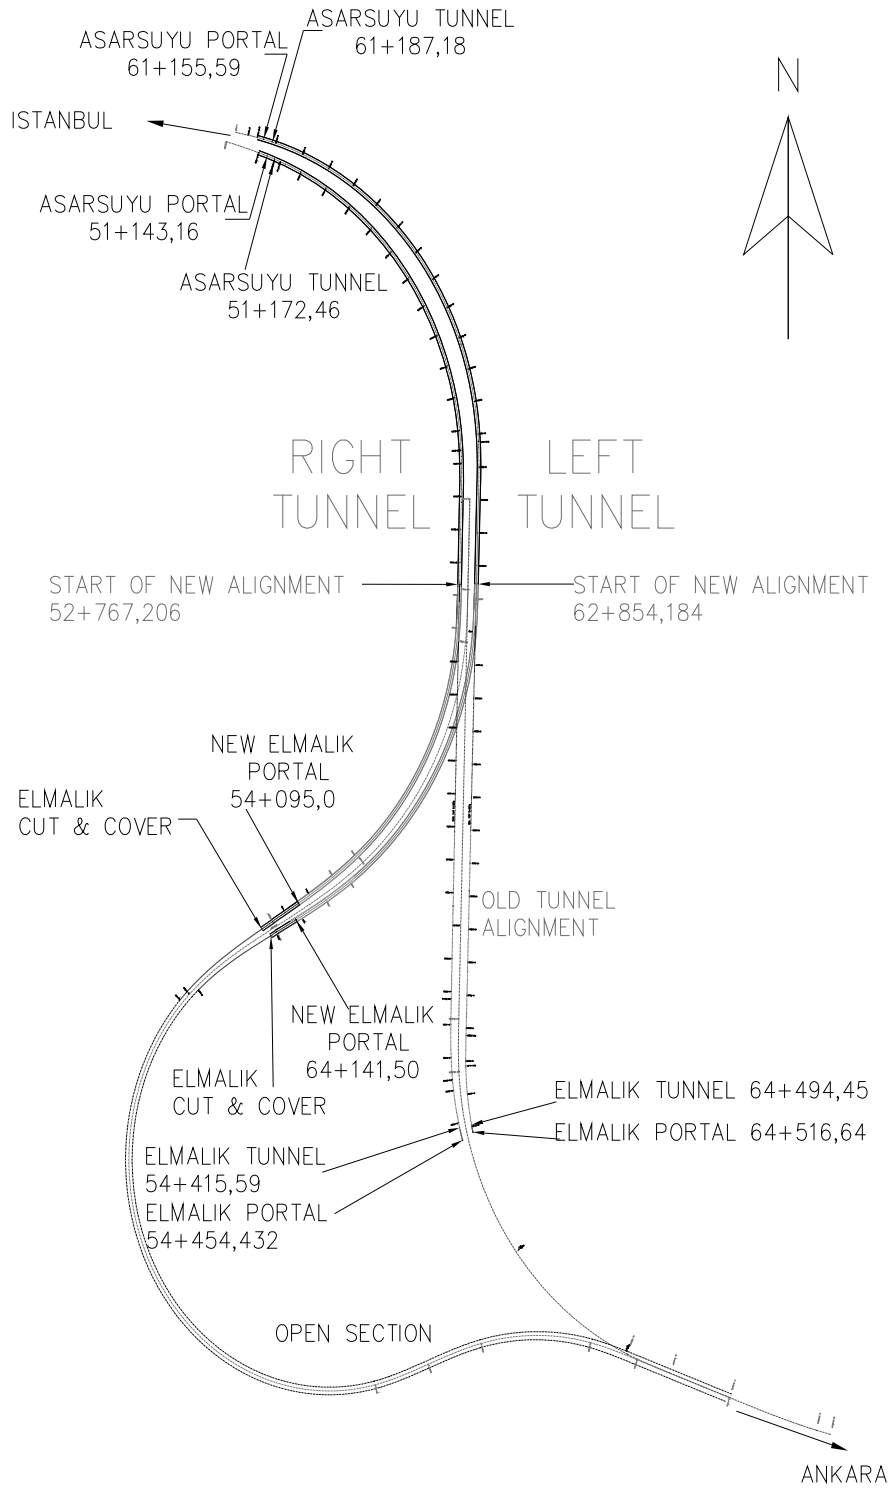 ASARSUYU TUNNEL
61+187,18
ASARSUYU PORTAL
61+155,59
N
ISTANBUL
ASARSUYU PORTAL
51+143,16
ASARSUYU TUNNEL
51+172,46
RIGHT
TUNNEL
LEFT
TUNNEL
START OF NEW ALIGNMENT
52+767,206
START OF NEW ALIGNMENT
62+854,184
NEW ELMALIK
PORTAL
54+095,0
ELMALIK
CUT & COVER
OLD TUNNEL
ALIGNMENT
NEW ELMALIK
PORTAL
64+141,50
ELMALIK
CUT & COVER
ELMALIK TUNNEL 64+494,45
ELMALIK PORTAL 64+516,64
ELMALIK TUNNEL
54+415,59
ELMALIK PORTAL
54+454,432
OPEN SECTION
ANKARA